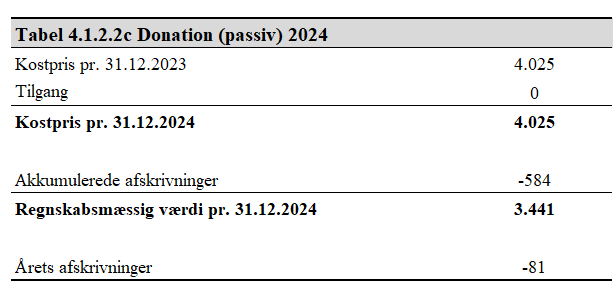 Tabel 4.1.2.2c Donation (passiv) 2024
Kostpris pr. 31.12.2023 4.025
Tilgang 0
Kostpris pr. 31.12.2024 4.025
Akkumulerede afskrivninger -584
Regnskabsmæssig værdi pr. 31.12.2024 3.441
Årets afskrivninger -81